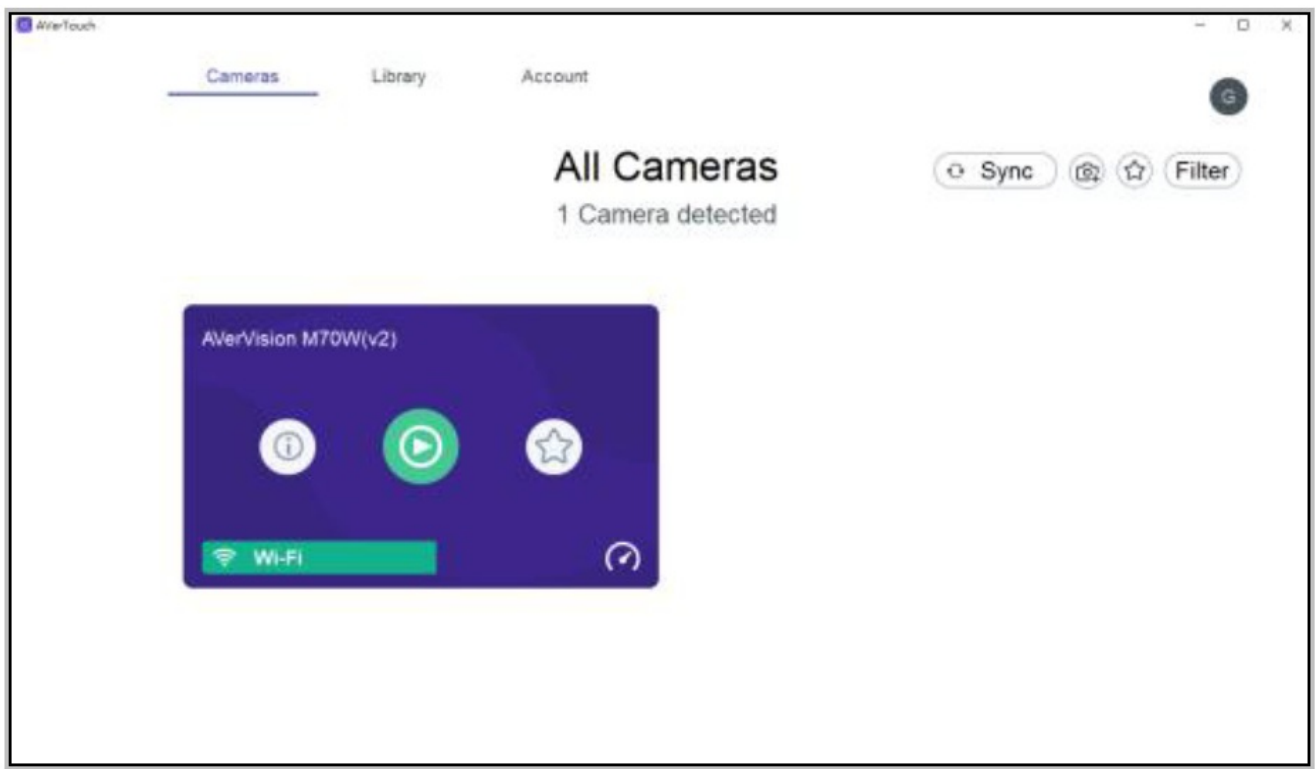 AVerTouch
Cameras Library Account
G
All Cameras
Sync Filter
1 Camera detected
AVerVision M70W(v2)
Wi-Fi